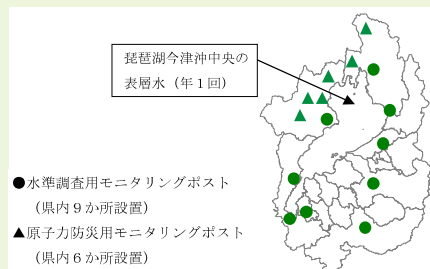 琵琶湖今津沖中央の
表層水（年１回）
●水準調査用モニタリングポスト
（県内９か所設置）
▲原子力防災用モニタリングポスト
（県内６か所設置）